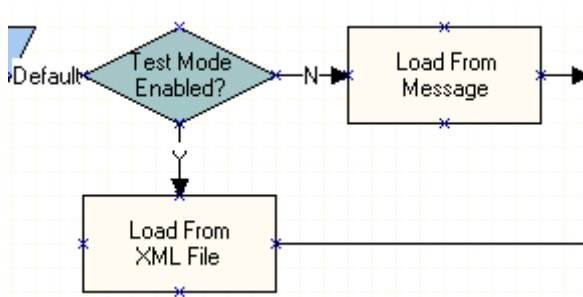 Default
Test Mode
Enabled?
N
Load From
Message
Y
Load From
XML File